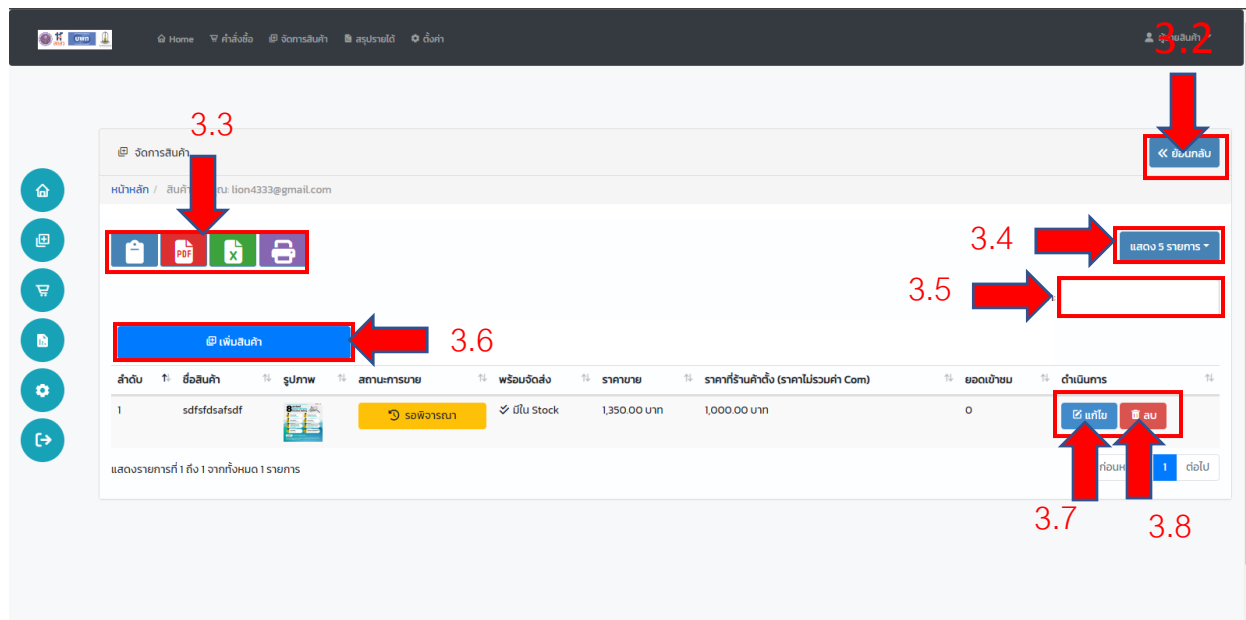 Home คำสั่งซื้อ จัดการสินค้า สรุปรายได้ ตั้งค่า
3.2
3.3
จัดการสินค้า
ย้อนกลับ
หน้าหลัก / lion4333@gmail.com
PDF X
3.4
แสดง 5 รายการ
3.5
เพิ่มสินค้า
3.6
ลำดับ ชื่อสินค้า รูปภาพ สถานะการขาย พร้อมจัดส่ง ราคาขาย ราคาที่ร้านค้าตั้ง (ราคาไม่รวมค่า Com) ยอดเข้าชม ดำเนินการ
1 sdfsfdsafsdf รอพิจารณา มีใน Stock 1,350.00 บาท 1,000.00 บาท 0 แก้ไข ลบ
แสดงรายการที่ 1 ถึง 1 จากทั้งหมด 1 รายการ
1 ต่อไป
3.7
3.8